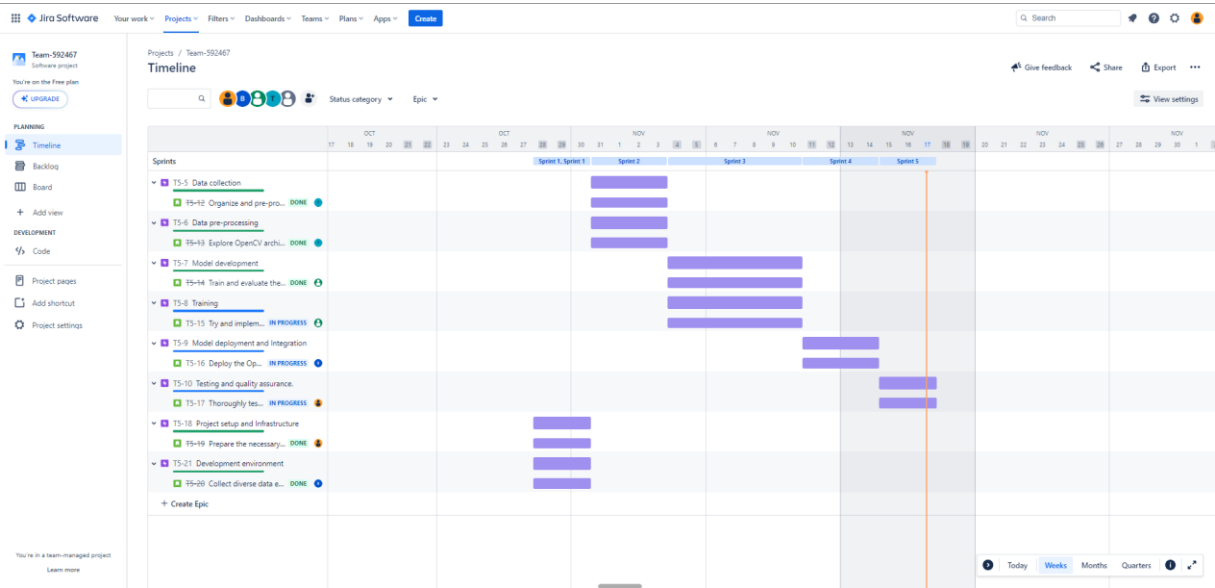 Jira Software Your work Projects Filters Dashboards Teams Plans Apps Create Search
Team-592467
Software project
You're on the Free plan
UPGRADE
PLANNING
Timeline
Backlog
Board
Add view
DEVELOPMENT
Code
Project pages
Add shortcut
Project settings
You're in a team-managed project
Learn more
Projects / Team-592467
Timeline
Give feedback Share Export
B T Status category Epic View settings
OCT OCT NOV NOV NOV NOV NOV
17 18 19 20 21 22 23 24 25 26 27 28 29 30 31 1 2 3 4 5 6 7 8 9 10 11 12 13 14 15 16 17 18 19 20 21 22 23 24 25 26 27 28 29 30 1
Sprints Sprint 1, Sprint 1 Sprint 2 Sprint 3 Sprint 4 Sprint 5
T5-5 Data collection
T5-12 Organize and pre-pro... DONE
T5-6 Data pre-processing
T5-13 Explore OpenCV archi... DONE
T5-7 Model development
T5-14 Train and evaluate the... DONE
T5-8 Training
T5-15 Try and implem... IN PROGRESS
T5-9 Model deployment and Integration
T5-16 Deploy the Op... IN PROGRESS
T5-10 Testing and quality assurance.
T5-17 Thoroughly tes... IN PROGRESS
T5-18 Project setup and Infrastructure
T5-19 Prepare the necessary... DONE
T5-21 Development environment
T5-20 Collect diverse data e... DONE
+ Create Epic
Today Weeks Months Quarters